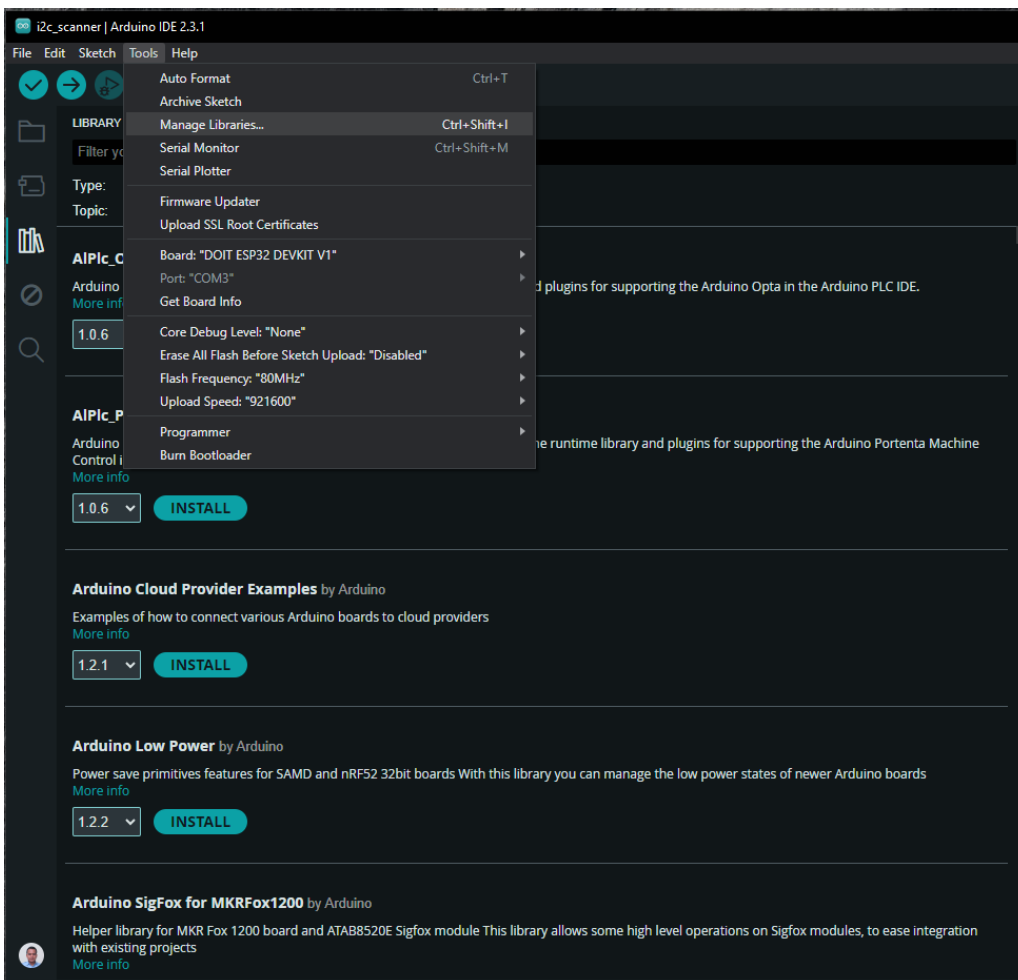 i2c_scanner | Arduino IDE 2.3.1
File Edit Sketch Tools Help
Auto Format Ctrl+T
Archive Sketch
Manage Libraries... Ctrl+Shift+I
Serial Monitor Ctrl+Shift+M
Serial Plotter
Firmware Updater
Upload SSL Root Certificates
Board: "DOIT ESP32 DEVKIT V1"
Port: "COM3"
Get Board Info
Core Debug Level: "None"
Erase All Flash Before Sketch Upload: "Disabled"
Flash Frequency: "80MHz"
Upload Speed: "921600"
Programmer
Burn Bootloader
LIBRARY
Filter
Type:
Topic:
Arduino
d plugins for supporting the Arduino Opta in the Arduino PLC IDE.
More
1.0.6
Arduino
runtime library and plugins for supporting the Arduino Portenta Machine
Control
More info
1.0.6 INSTALL
Arduino Cloud Provider Examples by Arduino
Examples of how to connect various Arduino boards to cloud providers
More info
1.2.1 INSTALL
Arduino Low Power by Arduino
Power save primitives features for SAMD and nRF52 32bit boards With this library you can manage the low power states of newer Arduino boards
More info
1.2.2 INSTALL
Arduino SigFox for MKRFox1200 by Arduino
Helper library for MKR Fox 1200 board and ATAB8520E Sigfox module This library allows some high level operations on Sigfox modules, to ease integration
with existing projects
More info